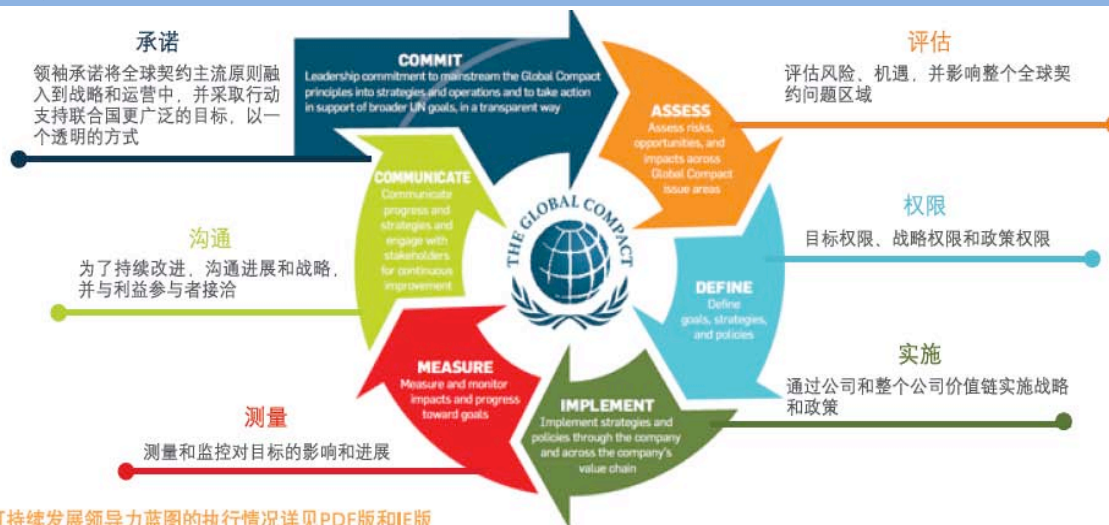 承诺
领袖承诺将全球契约主流原则融
入到战略和运营中，并采取行动
支持联合国更广泛的目标，以一
个透明的方式
COMMIT
Leadership commitment to mainstream the Global Compact
principles into strategies and operations and to take action
in support of broader UN goals, in a transparent way
评估
评估风险、机遇，并影响整个全球契
约问题区域
ASSESS
Assess risks,
opportunities, and
impacts across
Global Compact
issue areas
权限
目标权限、战略权限和政策权限
DEFINE
Define
goals, strategies,
and policies
实施
通过公司和整个公司价值链实施战略
和政策
IMPLEMENT
Implement strategies and
policies through the company
and across the company's
value chain
MEASURE
Measure and monitor
impacts and progress
toward goals
测量
测量和监控对目标的影响和进展
COMMUNICATE
Communicate
progress and
strategies and
engage with
stakeholders
for continuous
improvement
沟通
为了持续改进，沟通进展和战略，
并与利益参与者接洽
THE GLOBAL COMPACT
可持续发展领导力蓝图的执行情况详见PDF版和IE版